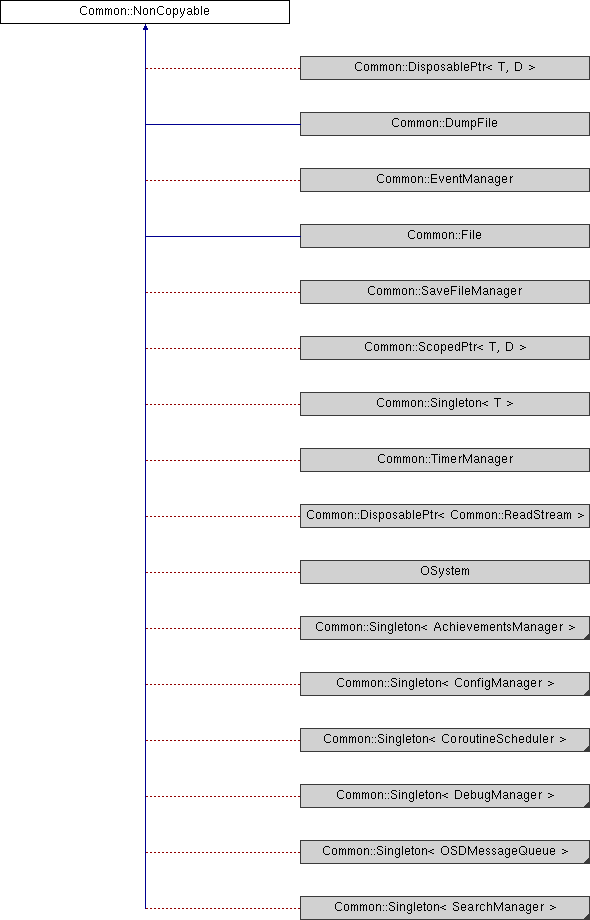 Common::NonCopyable
Common::DisposablePtr< T, D >
Common::DumpFile
Common::EventManager
Common::File
Common::SaveFileManager
Common::ScopedPtr< T, D >
Common::Singleton< T >
Common::TimerManager
Common::DisposablePtr< Common::ReadStream >
OSystem
Common::Singleton< AchievementsManager >
Common::Singleton< ConfigManager >
Common::Singleton< CoroutineScheduler >
Common::Singleton< DebugManager >
Common::Singleton< OSDMessageQueue >
Common::Singleton< SearchManager >